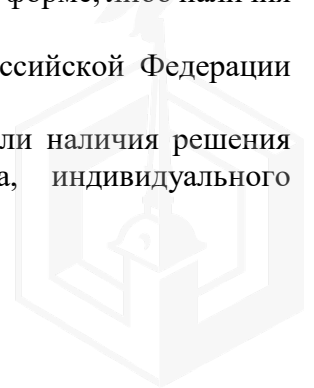 форме, либо наличия
ссийской Федерации
ли наличия решения
а, индивидуального